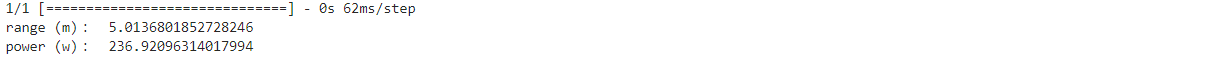 1/1 [==============================] - 0s 62ms/step
range (m) :  5.0136801852728246
power (w) :  236.92096314017994